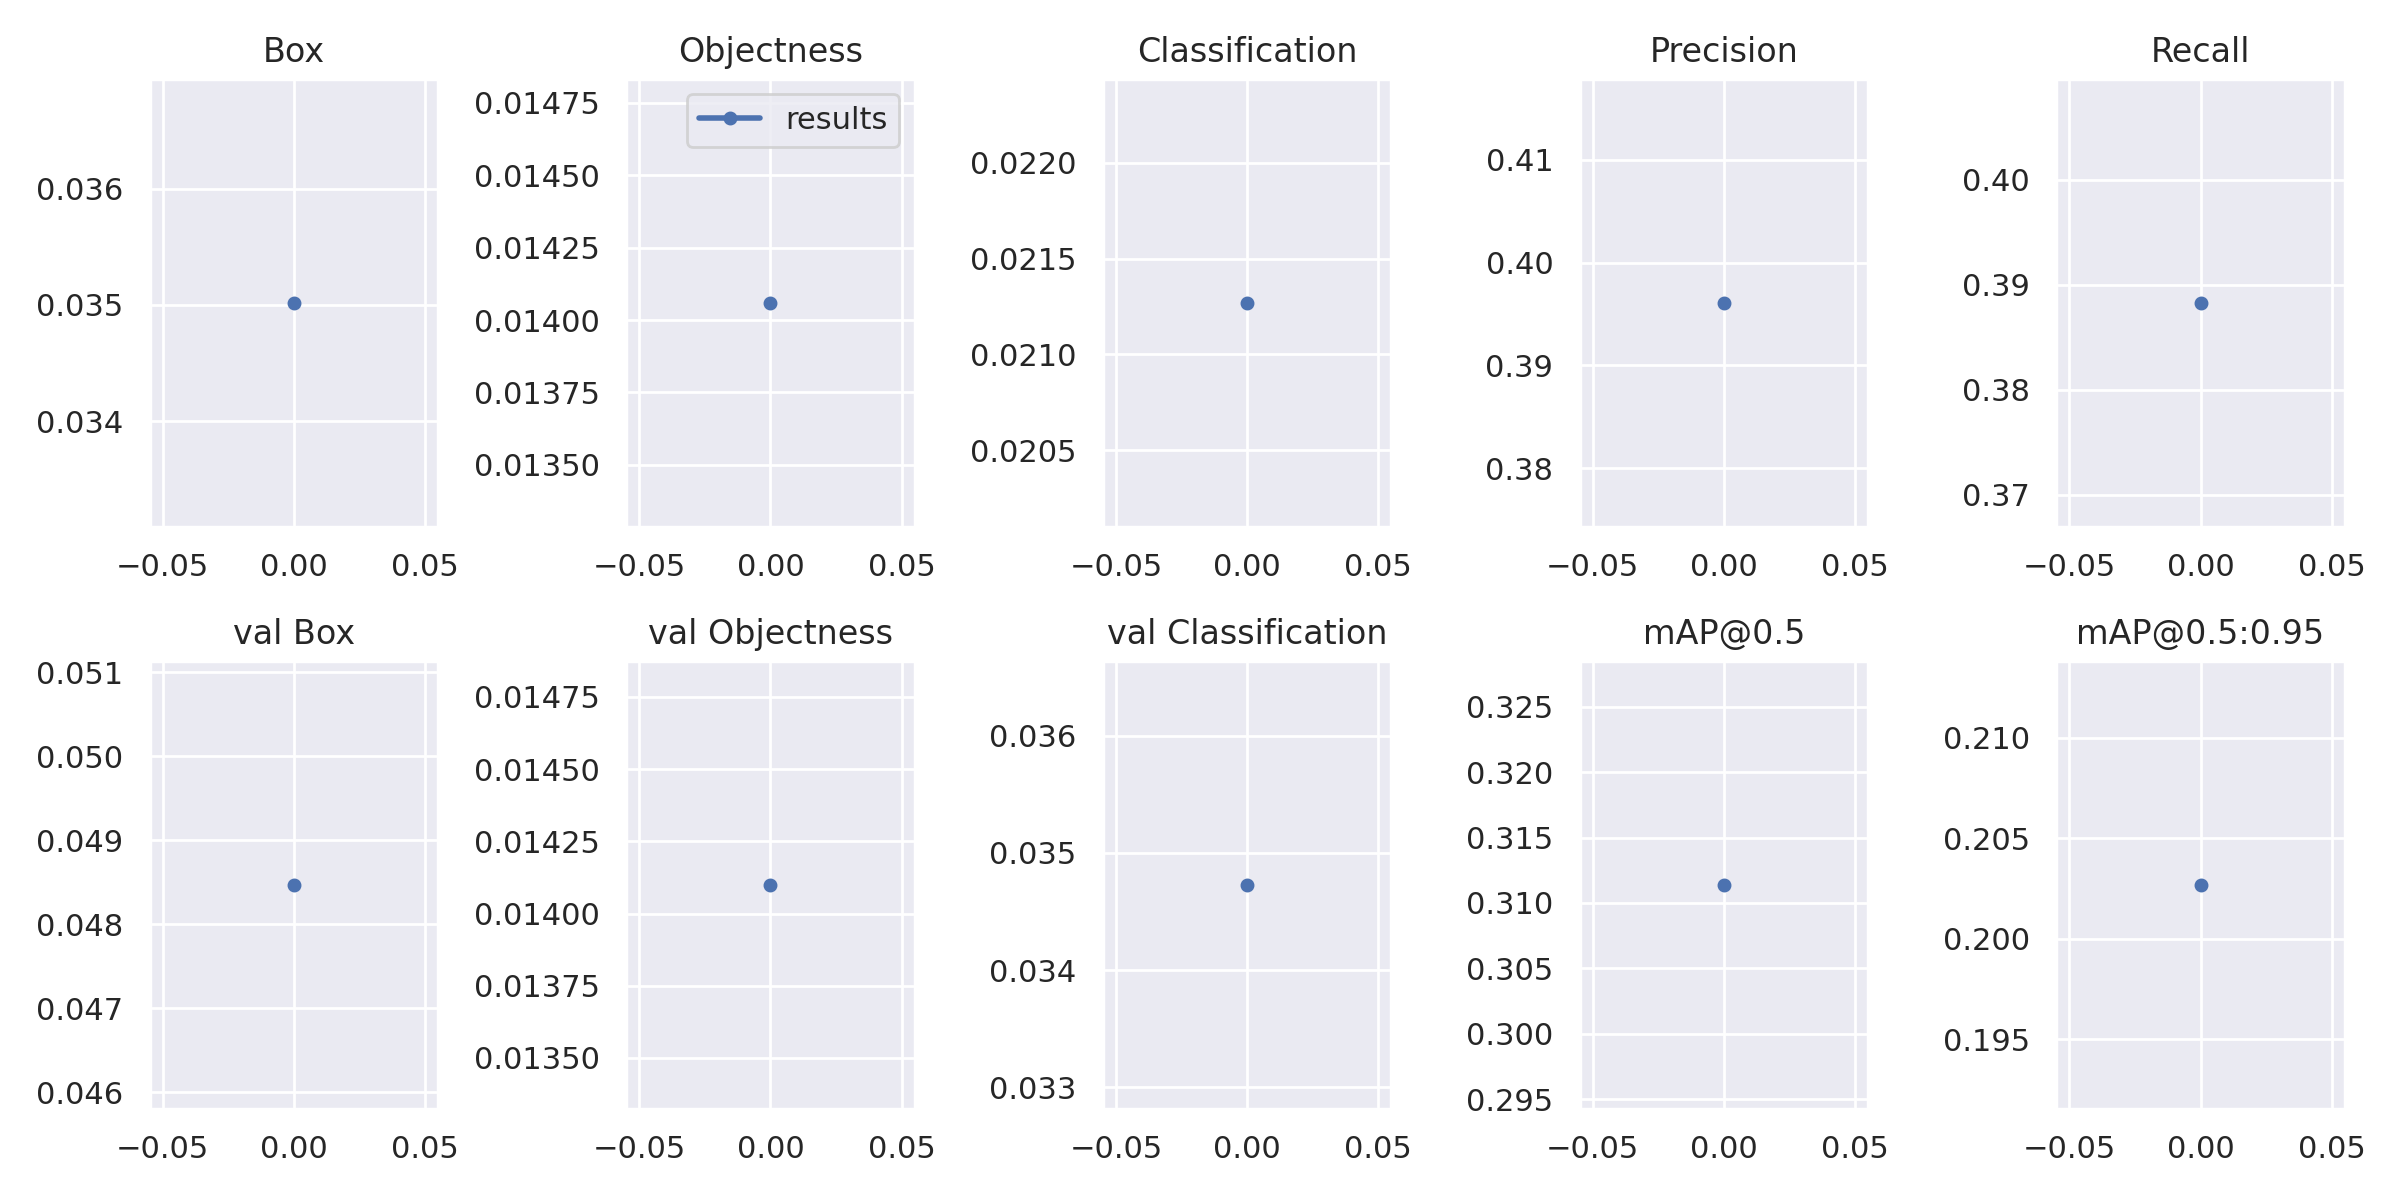 Box
0.036
0.035
0.034
−0.05 0.00 0.05
Objectness
results
0.01475
0.01450
0.01425
0.01400
0.01375
0.01350
−0.05 0.00 0.05
Classification
0.0220
0.0215
0.0210
0.0205
−0.05 0.00 0.05
Precision
0.41
0.40
0.39
0.38
−0.05 0.00 0.05
Recall
0.40
0.39
0.38
0.37
−0.05 0.00 0.05
val Box
0.051
0.050
0.049
0.048
0.047
0.046
−0.05 0.00 0.05
val Objectness
0.01475
0.01450
0.01425
0.01400
0.01375
0.01350
−0.05 0.00 0.05
val Classification
0.036
0.035
0.034
0.033
−0.05 0.00 0.05
mAP@0.5
0.325
0.320
0.315
0.310
0.305
0.300
0.295
−0.05 0.00 0.05
mAP@0.5:0.95
0.210
0.205
0.200
0.195
−0.05 0.00 0.05